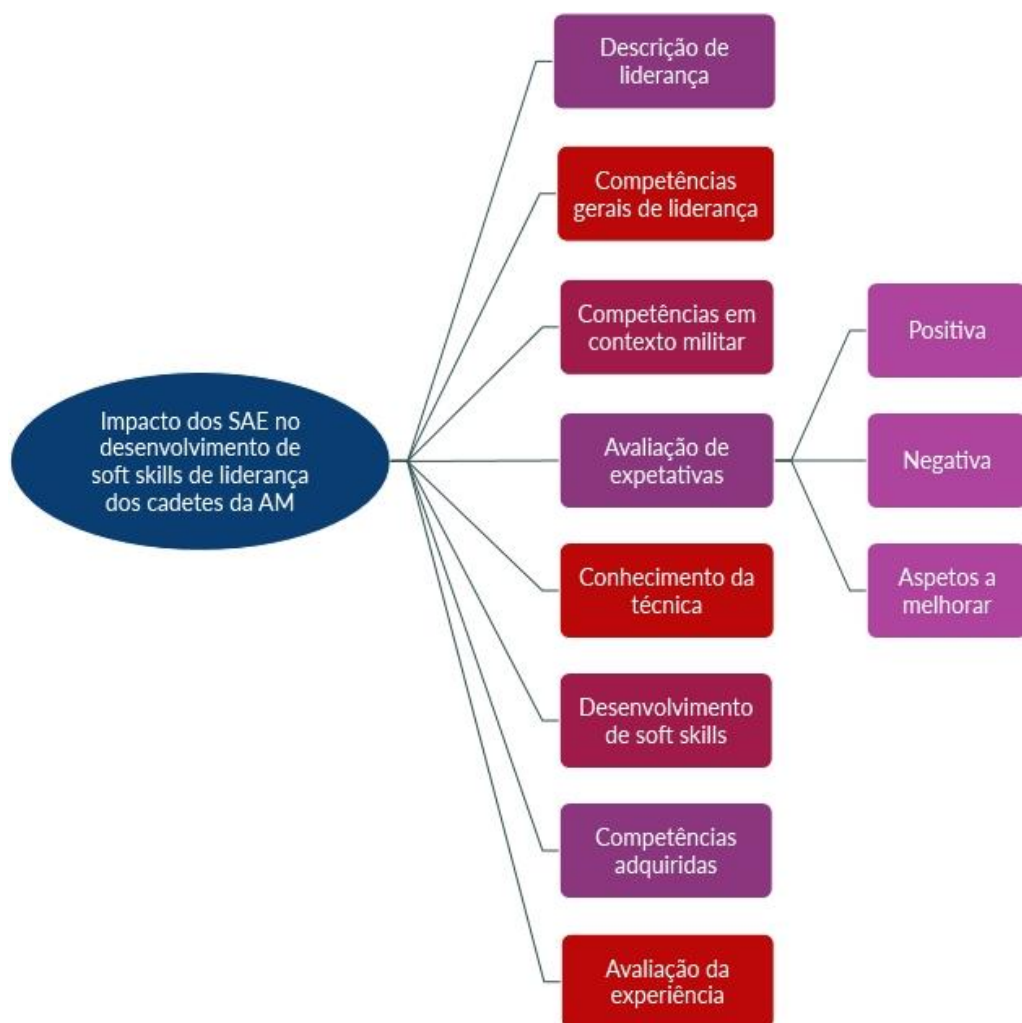 Impacto dos SAE no
desenvolvimento de
soft skills de liderança
dos cadetes da AM
Descrição de
liderança
Competências
gerais de liderança
Competências em
contexto militar
Avaliação de
expetativas
Positiva
Negativa
Aspetos a
melhorar
Conhecimento da
técnica
Desenvolvimento
de soft skills
Competências
adquiridas
Avaliação da
experiência